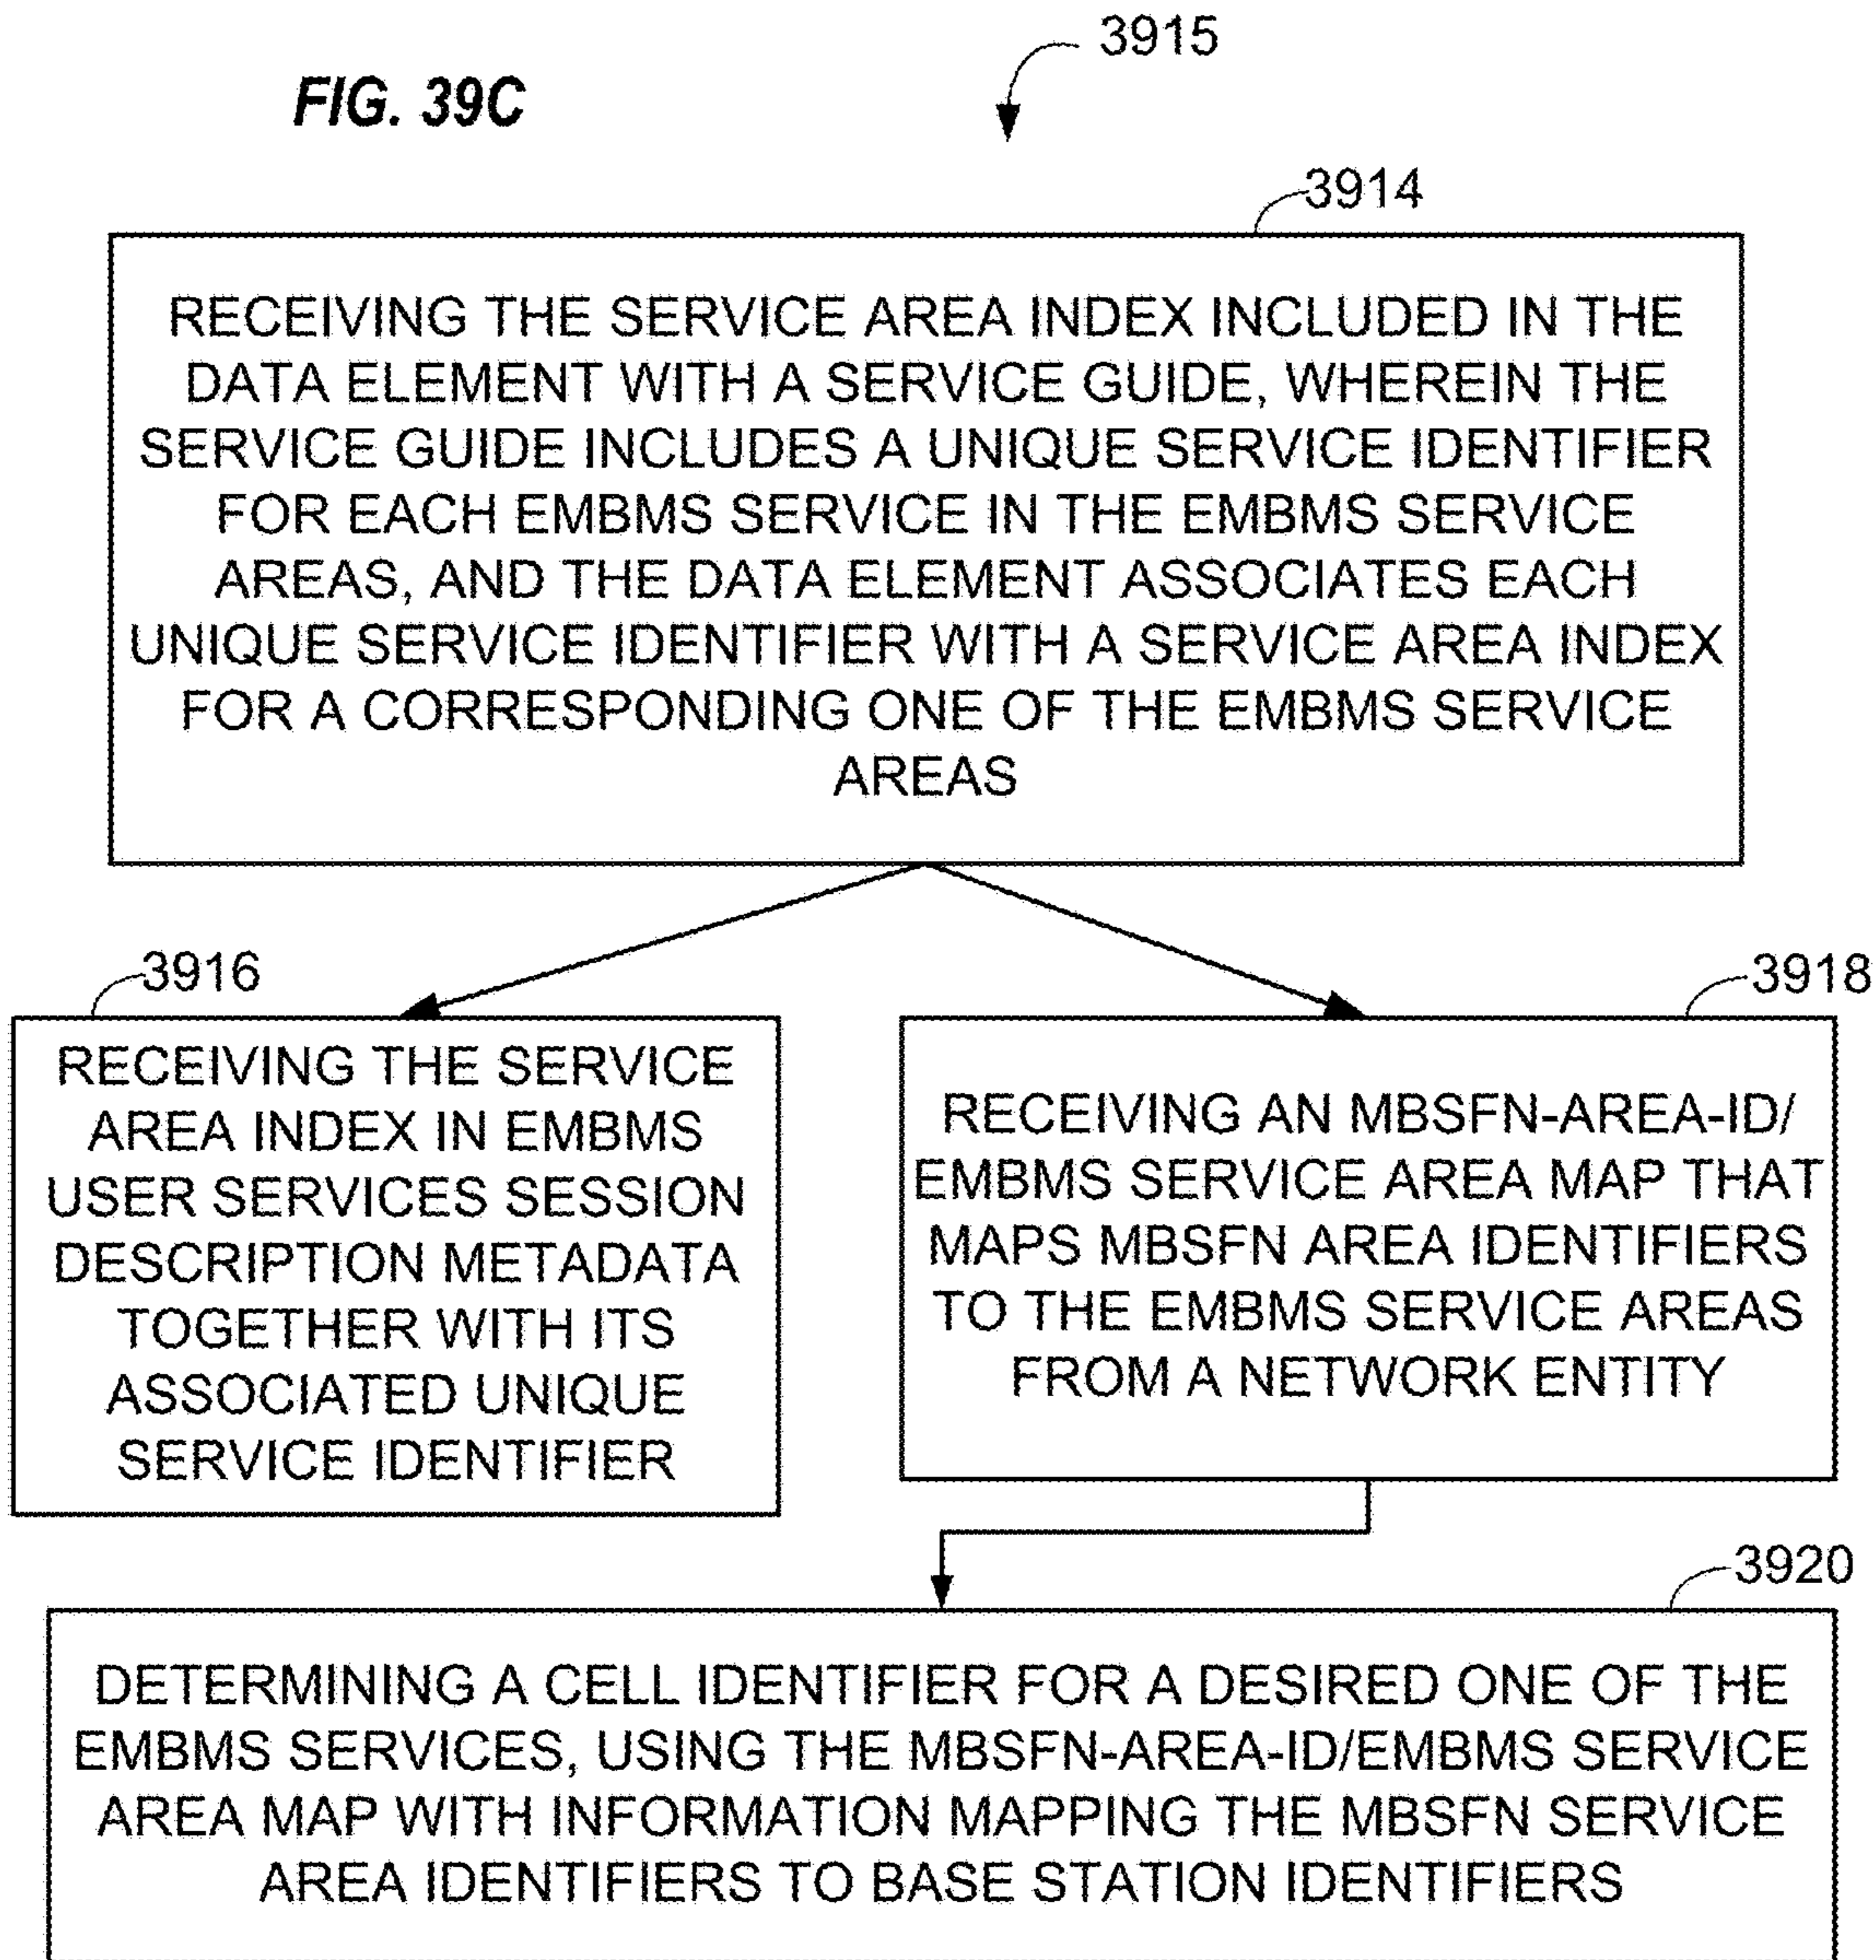 3915
FIG. 39C
3914
RECEIVING THE SERVICE AREA INDEX INCLUDED IN THE
DATA ELEMENT WITH A SERVICE GUIDE, WHEREIN THE
SERVICE GUIDE INCLUDES A UNIQUE SERVICE IDENTIFIER
FOR EACH EMBMS SERVICE IN THE EMBMS SERVICE
AREAS, AND THE DATA ELEMENT ASSOCIATES EACH
UNIQUE SERVICE IDENTIFIER WITH A SERVICE AREA INDEX
FOR A CORRESPONDING ONE OF THE EMBMS SERVICE
AREAS
3916
RECEIVING THE SERVICE
AREA INDEX IN EMBMS
USER SERVICES SESSION
DESCRIPTION METADATA
TOGETHER WITH ITS
ASSOCIATED UNIQUE
SERVICE IDENTIFIER
3918
RECEIVING AN MBSFN-AREA-ID/
EMBMS SERVICE AREA MAP THAT
MAPS MBSFN AREA IDENTIFIERS
TO THE EMBMS SERVICE AREAS
FROM A NETWORK ENTITY
3920
DETERMINING A CELL IDENTIFIER FOR A DESIRED ONE OF THE
EMBMS SERVICES, USING THE MBSFN-AREA-ID/EMBMS SERVICE
AREA MAP WITH INFORMATION MAPPING THE MBSFN SERVICE
AREA IDENTIFIERS TO BASE STATION IDENTIFIERS